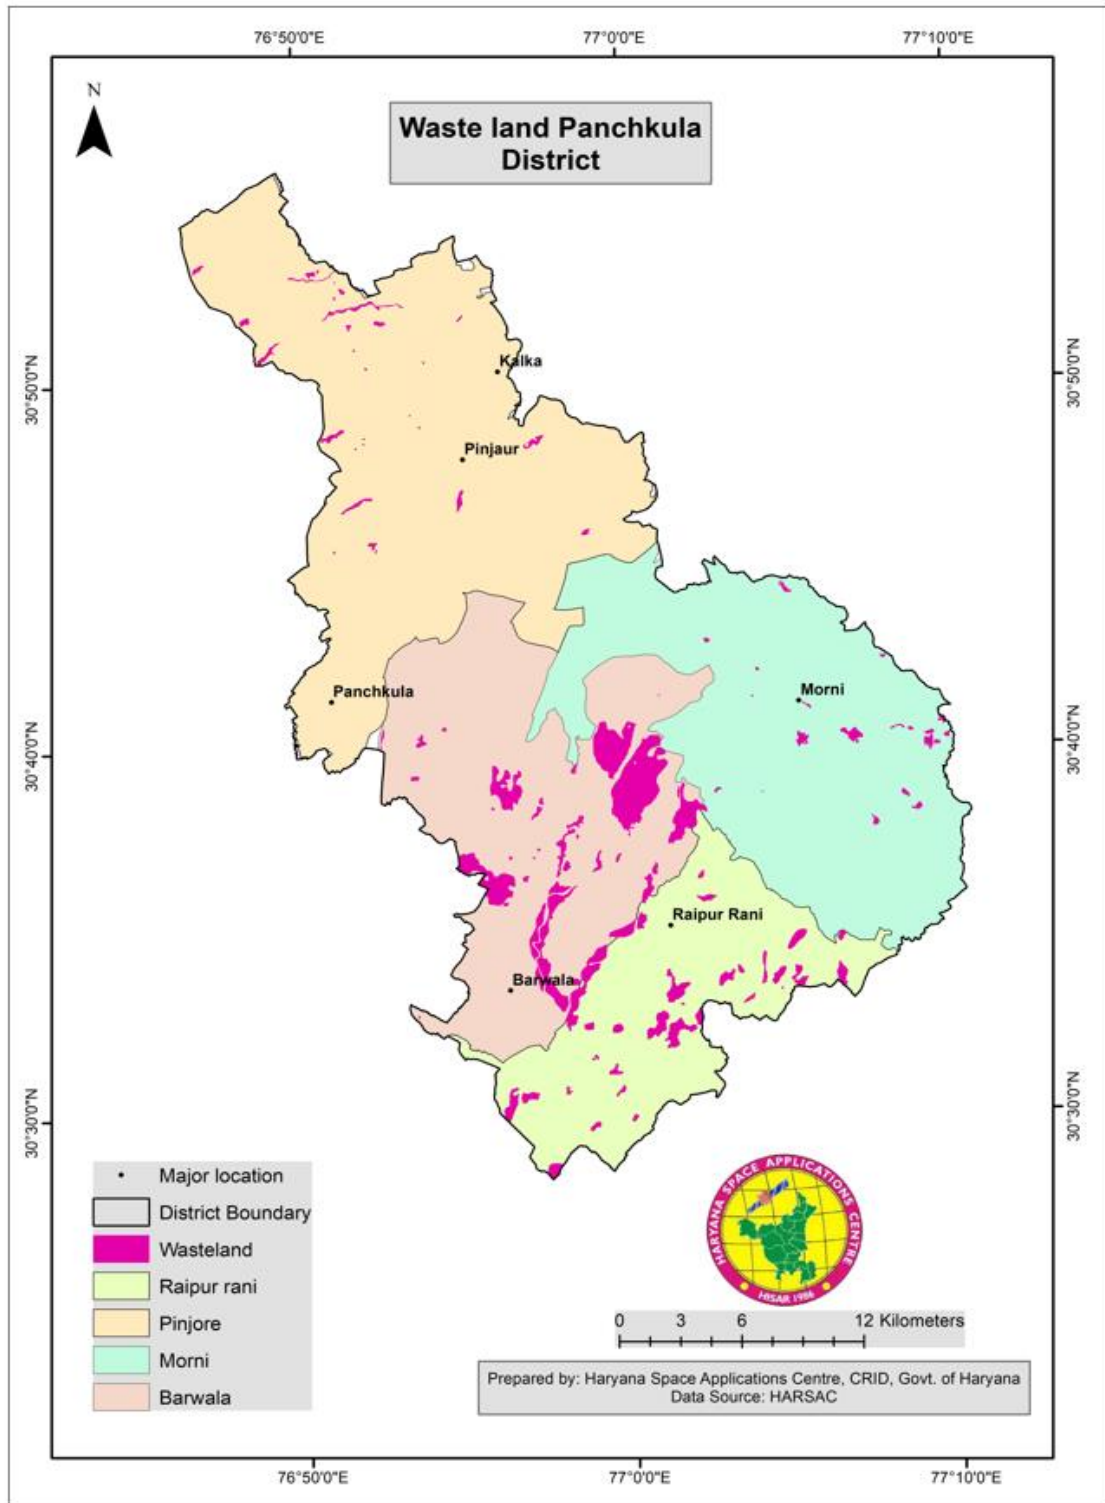 76°50'0"E
77°0'0"E
77°10'0"E
N
Waste land Panchkula
District
Kalka
30°50'0"N
30°50'0"N
Pinjaur
Panchkula
Morni
30°40'0"N
30°40'0"N
Raipur Rani
Barwala
30°30'0"N
30°30'0"N
Major location
District Boundary
Wasteland
Raipur rani
Pinjore
Morni
Barwala
HARYANA SPACE APPLICATIONS CENTRE
HISAR 1986
0 3 6 12 Kilometers
Prepared by: Haryana Space Applications Centre, CRID, Govt. of Haryana
Data Source: HARSAC
76°50'0"E
77°0'0"E
77°10'0"E